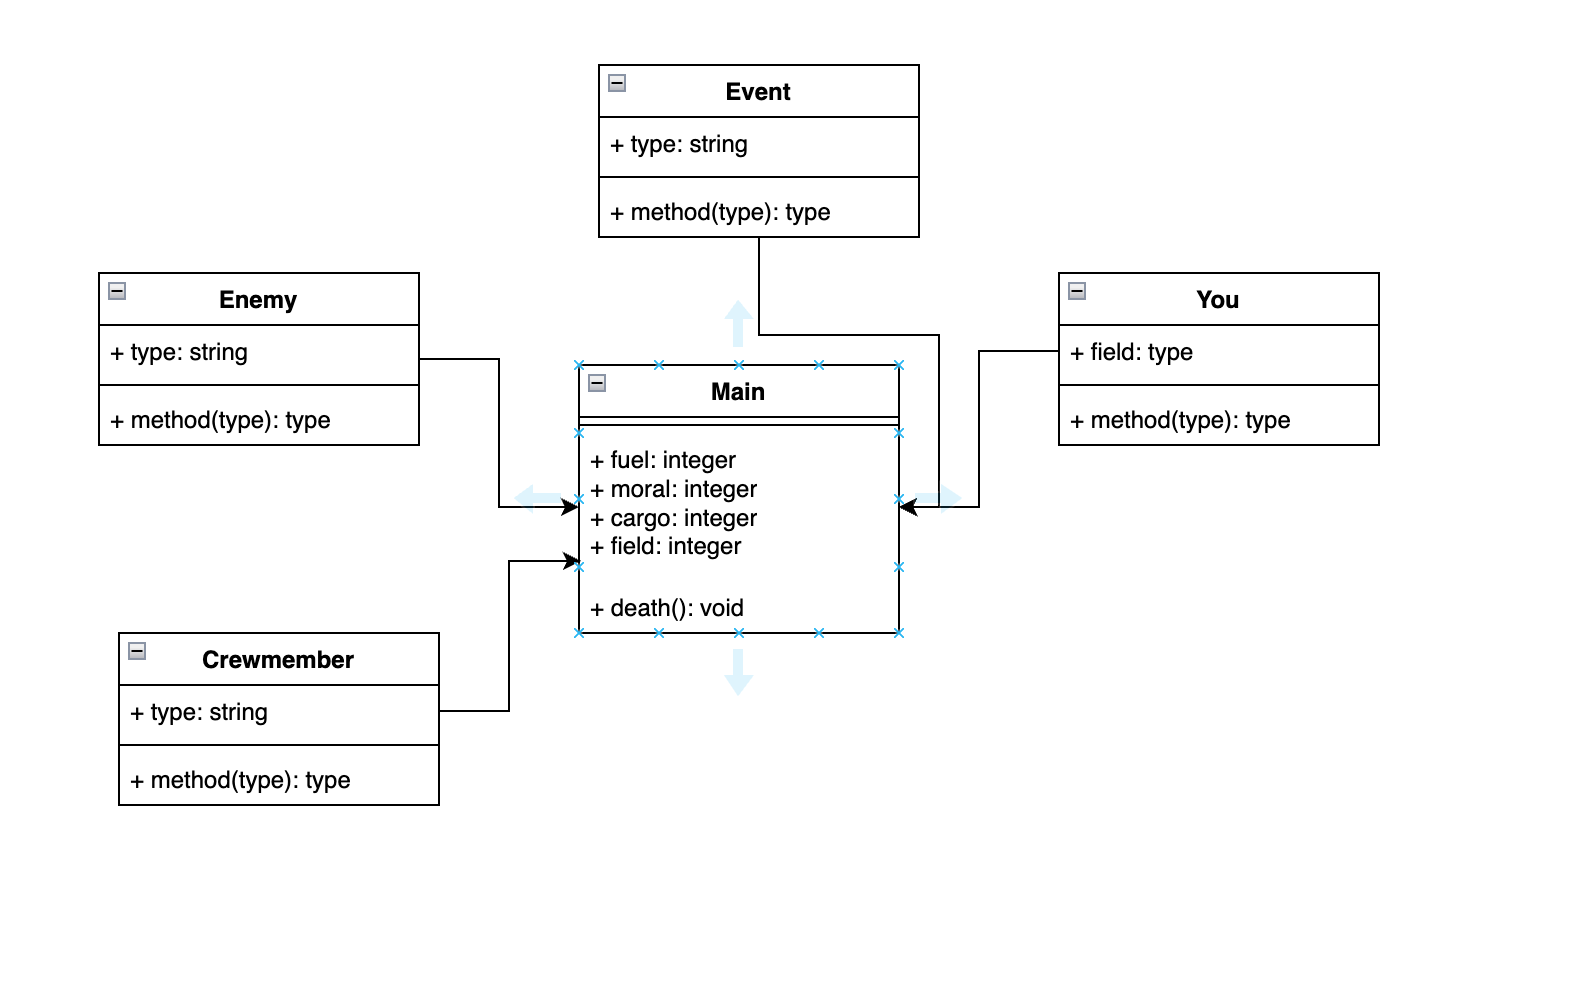 Event
+ type: string
+ method(type): type
Enemy
+ type: string
+ method(type): type
You
+ field: type
+ method(type): type
Main
+ fuel: integer
+ moral: integer
+ cargo: integer
+ field: integer
+ death(): void
Crewmember
+ type: string
+ method(type): type